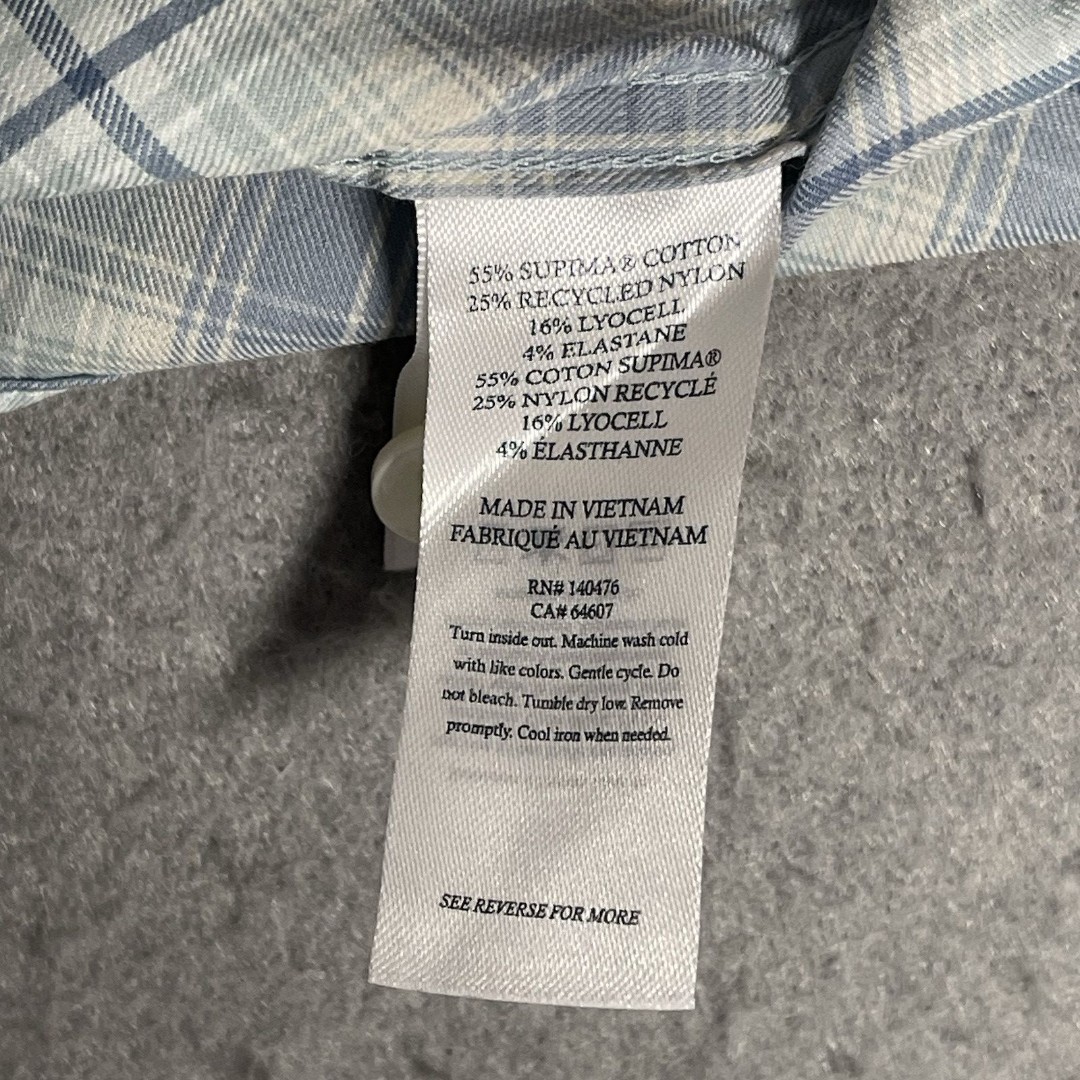 55% SUPIMA® COTTON
25% RECYCLED NYLON
16% LYOCELL
4% ELASTANE
55% COTON SUPIMA®
25% NYLON RECYCLÉ
16% LYOCELL
4% ÉLASTHANNE
MADE IN VIETNAM
FABRIQUÉ AU VIETNAM
RN# 140476
CA# 64607
Turn inside out. Machine wash cold
with like colors. Gentle cycle. Do
not bleach. Tumble dry low. Remove
promptly. Cool iron when needed.
SEE REVERSE FOR MORE